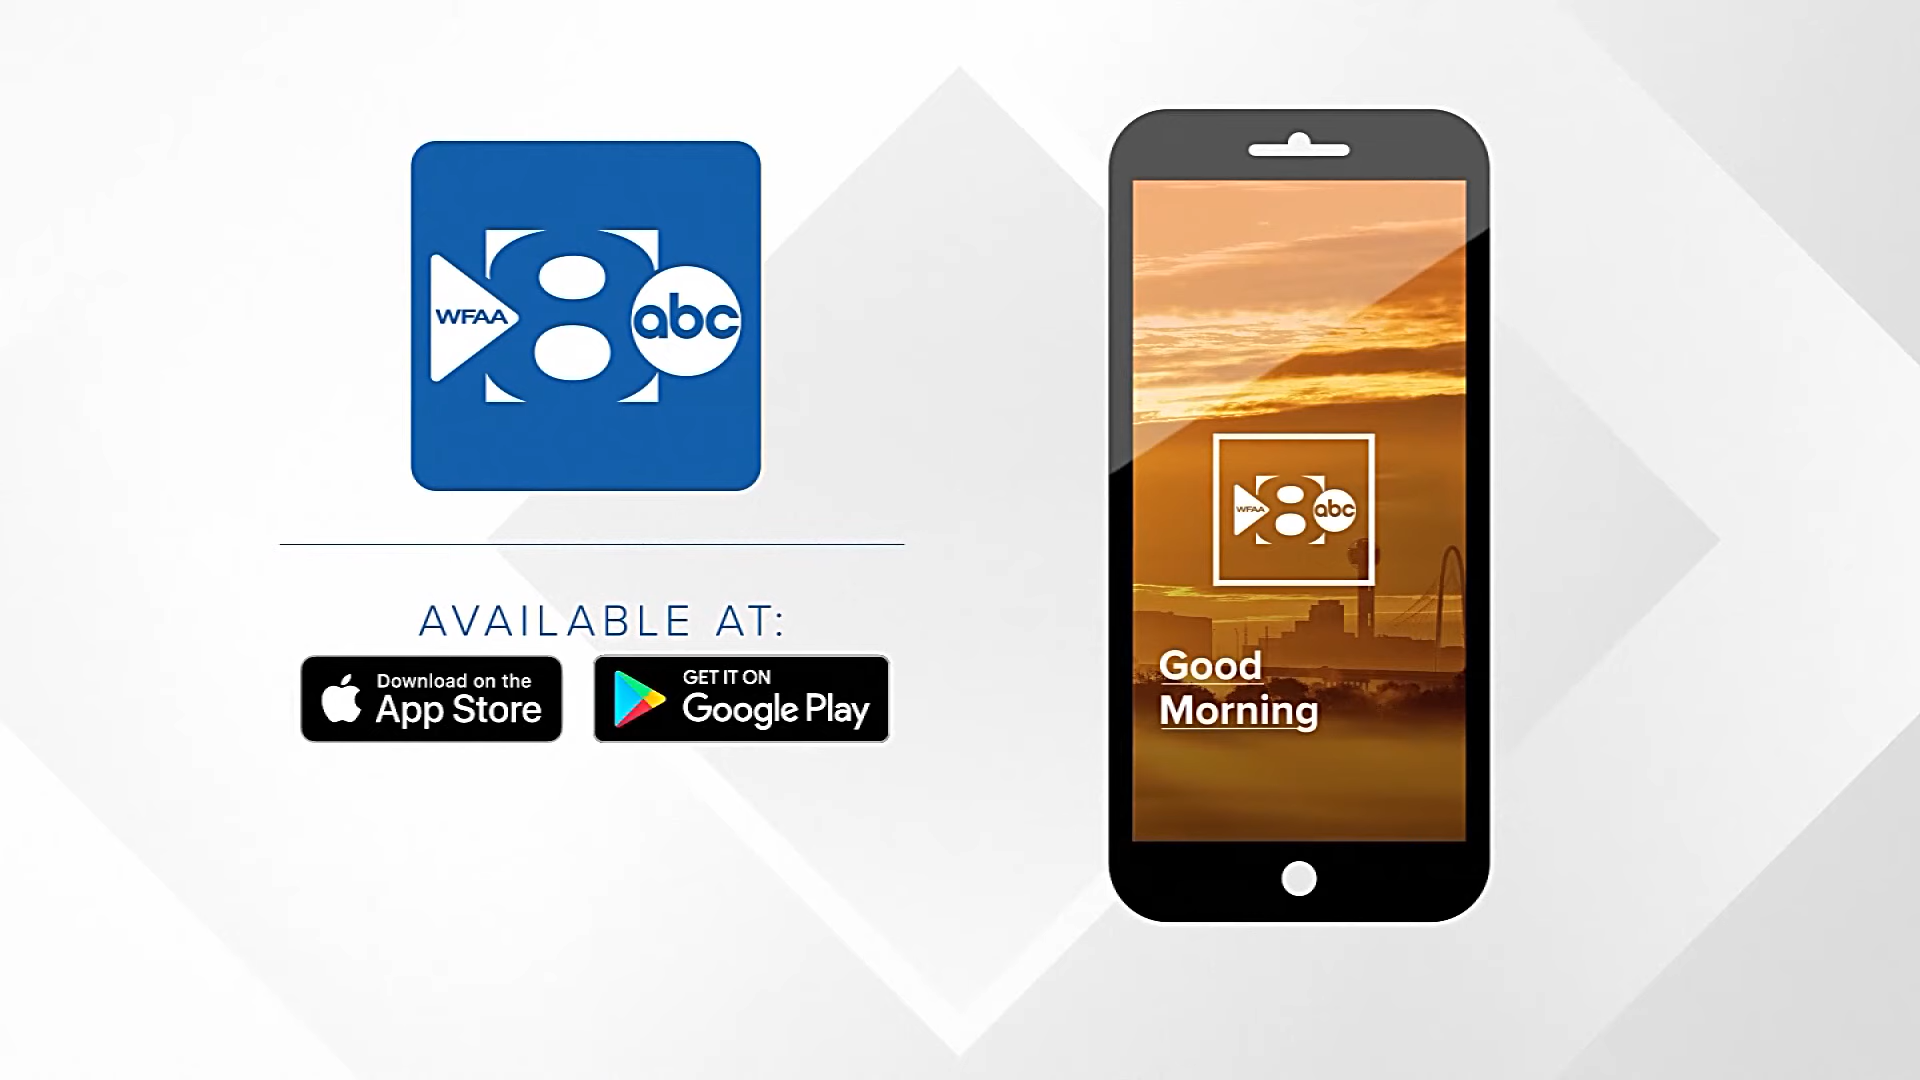 WFAA 8 abc
AVAILABLE AT:
Download on the
App Store
GET IT ON
Google Play
WFAA 8 abc
Good
Morning